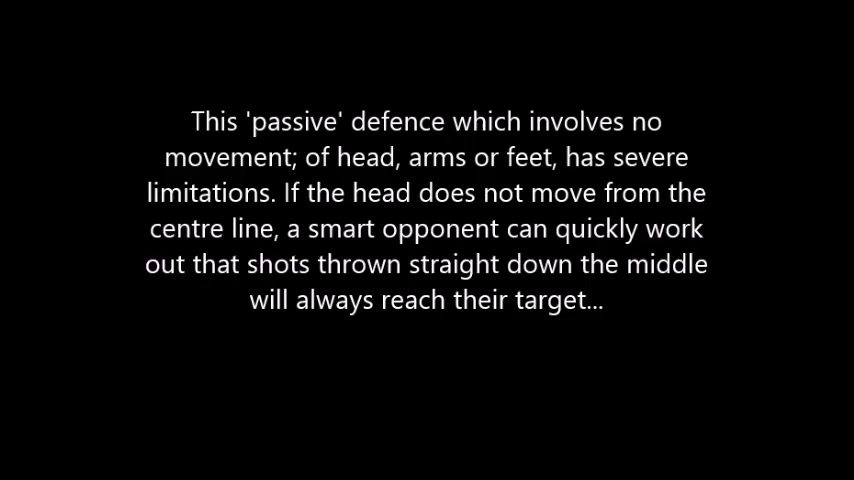 This 'passive' defence which involves no
movement; of head, arms or feet, has severe
limitations. If the head does not move from the
centre line, a smart opponent can quickly work
out that shots thrown straight down the middle
will always reach their target...